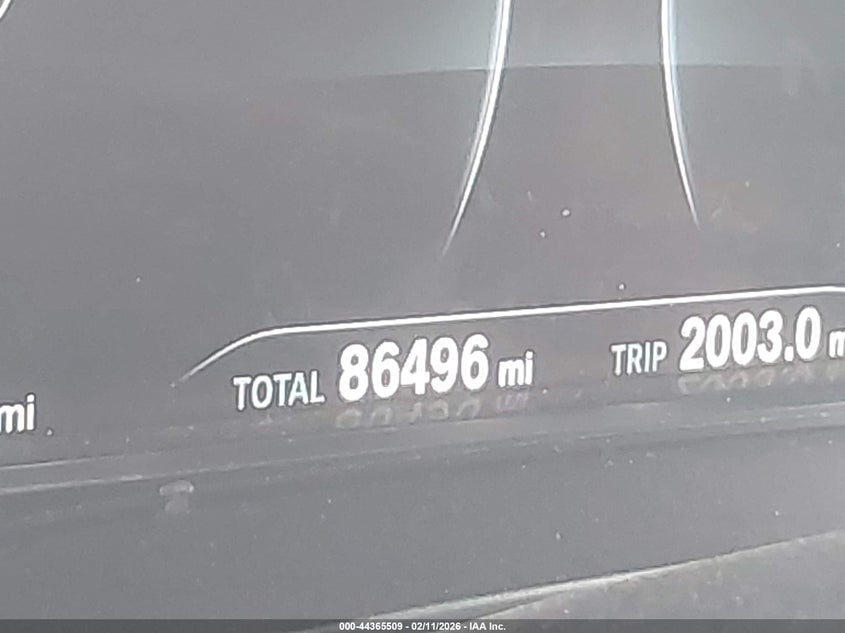 TOTAL 86496 mi TRIP 2003.0 m
mi
000-44365509 - 02/11/2026 - IAA Inc.